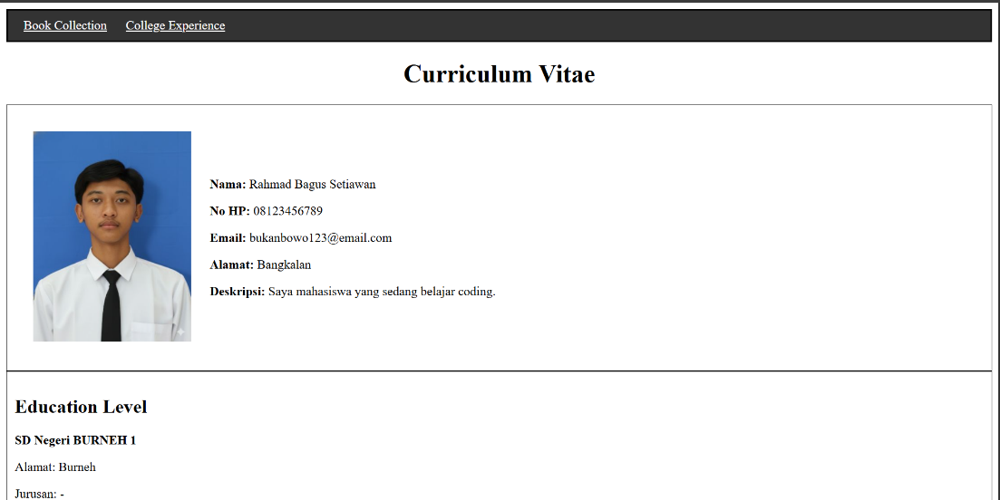 Book Collection College Experience
Curriculum Vitae
Nama: Rahmad Bagus Setiawan
No HP: 08123456789
Email: bukanbowo123@email.com
Alamat: Bangkalan
Deskripsi: Saya mahasiswa yang sedang belajar coding.
Education Level
SD Negeri BURNEH 1
Alamat: Burneh
Jurusan: -